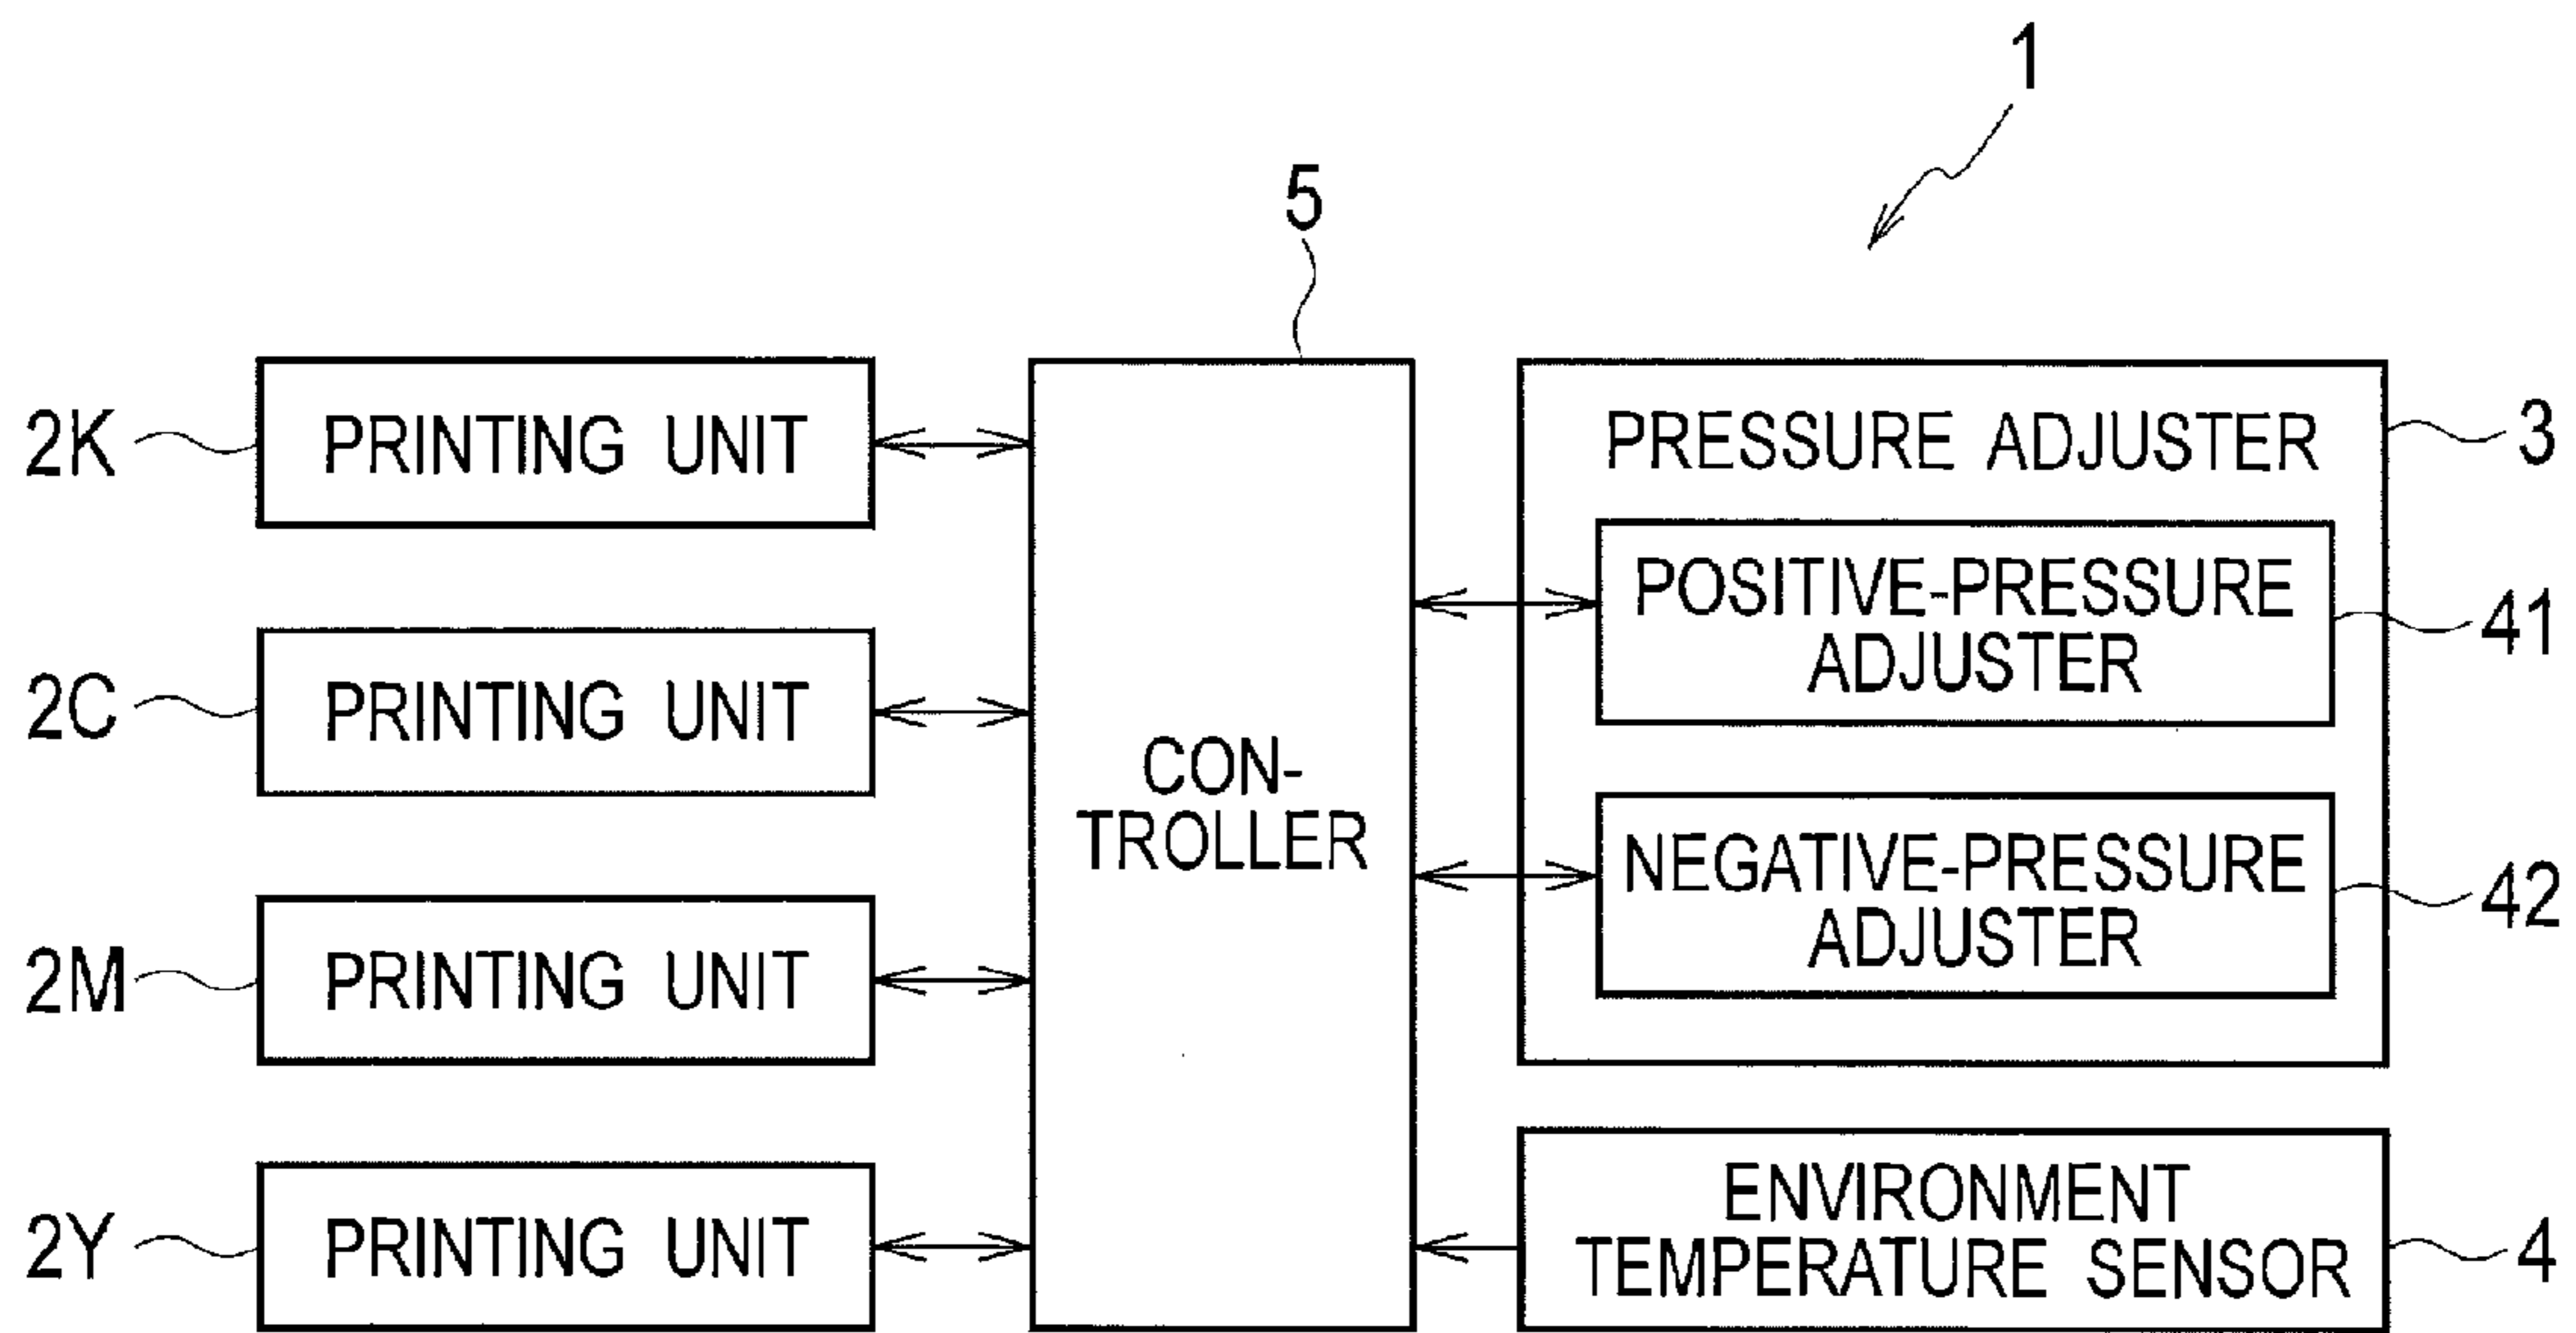 1
5
2K PRINTING UNIT
2C PRINTING UNIT
2M PRINTING UNIT
2Y PRINTING UNIT
CON-
TROLLER
PRESSURE ADJUSTER 3
POSITIVE-PRESSURE
ADJUSTER
41
NEGATIVE-PRESSURE
ADJUSTER
42
ENVIRONMENT
TEMPERATURE SENSOR 4